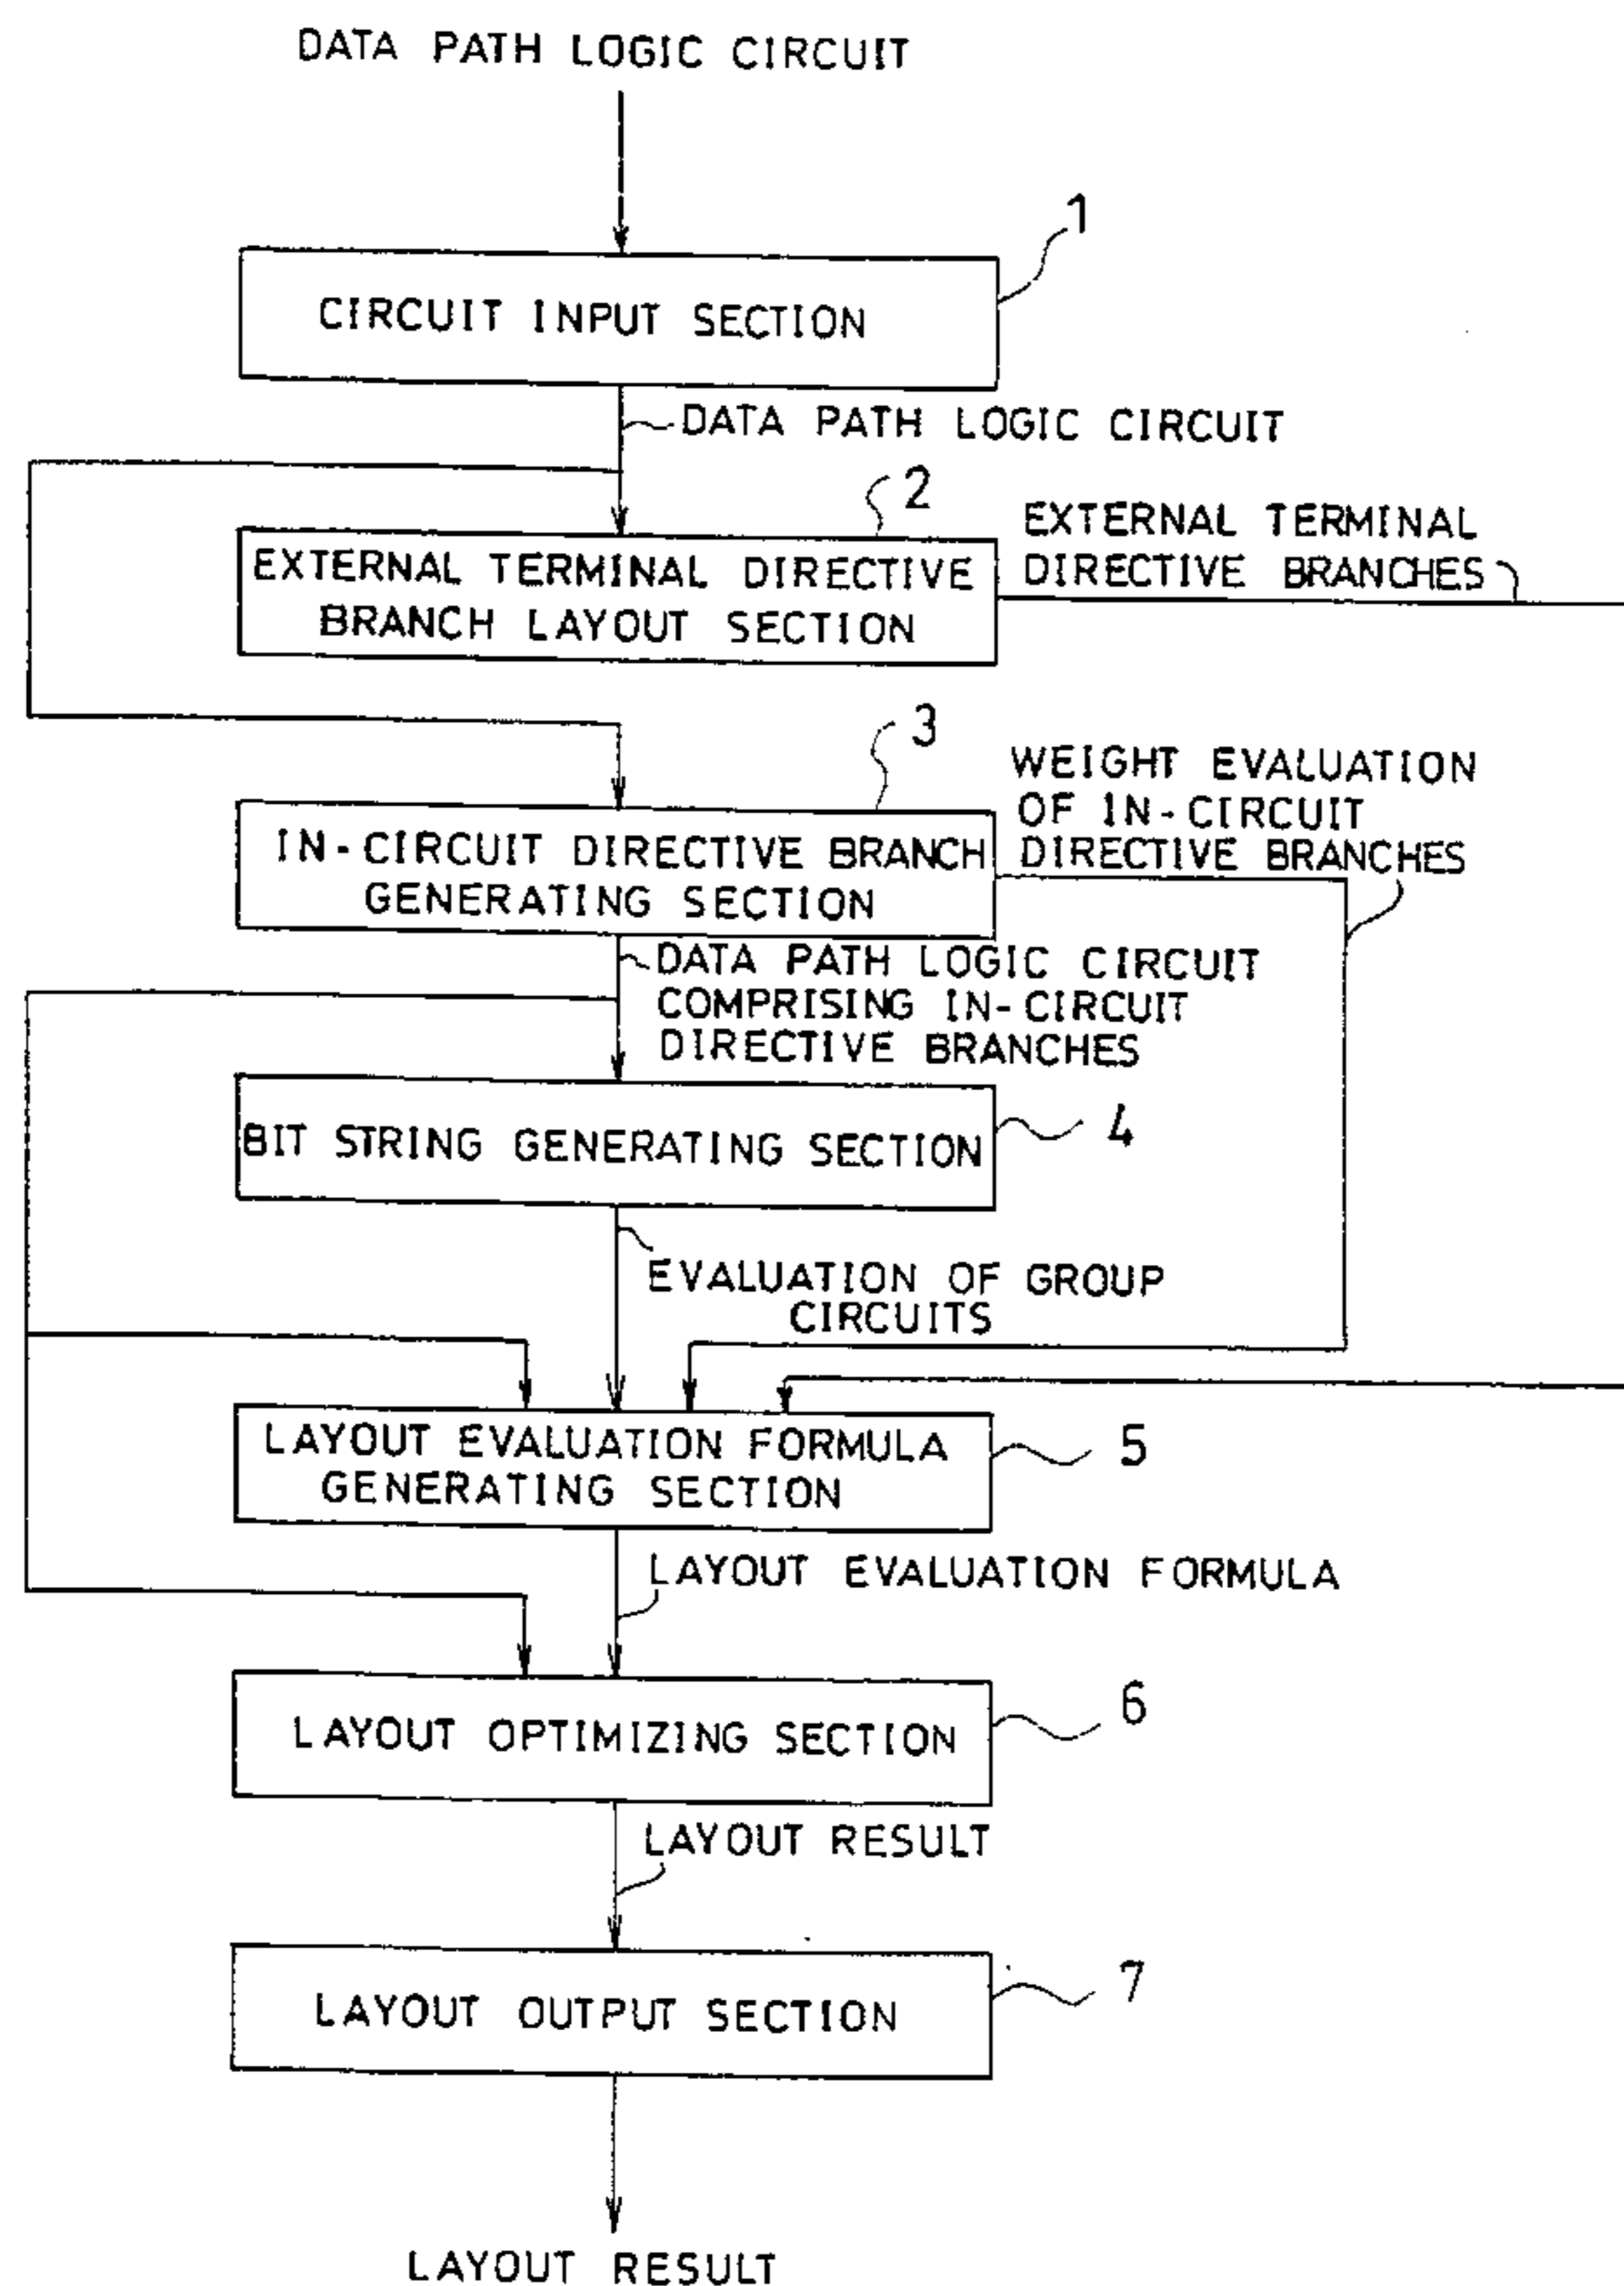 DATA PATH LOGIC CIRCUIT
1
CIRCUIT INPUT SECTION
DATA PATH LOGIC CIRCUIT
2
EXTERNAL TERMINAL DIRECTIVE
BRANCH LAYOUT SECTION
EXTERNAL TERMINAL
DIRECTIVE BRANCHES
3
IN-CIRCUIT DIRECTIVE BRANCH
GENERATING SECTION
WEIGHT EVALUATION
OF IN-CIRCUIT
DIRECTIVE BRANCHES
DATA PATH LOGIC CIRCUIT
COMPRISING IN-CIRCUIT
DIRECTIVE BRANCHES
4
BIT STRING GENERATING SECTION
EVALUATION OF GROUP
CIRCUITS
5
LAYOUT EVALUATION FORMULA
GENERATING SECTION
LAYOUT EVALUATION FORMULA
6
LAYOUT OPTIMIZING SECTION
LAYOUT RESULT
7
LAYOUT OUTPUT SECTION
LAYOUT RESULT